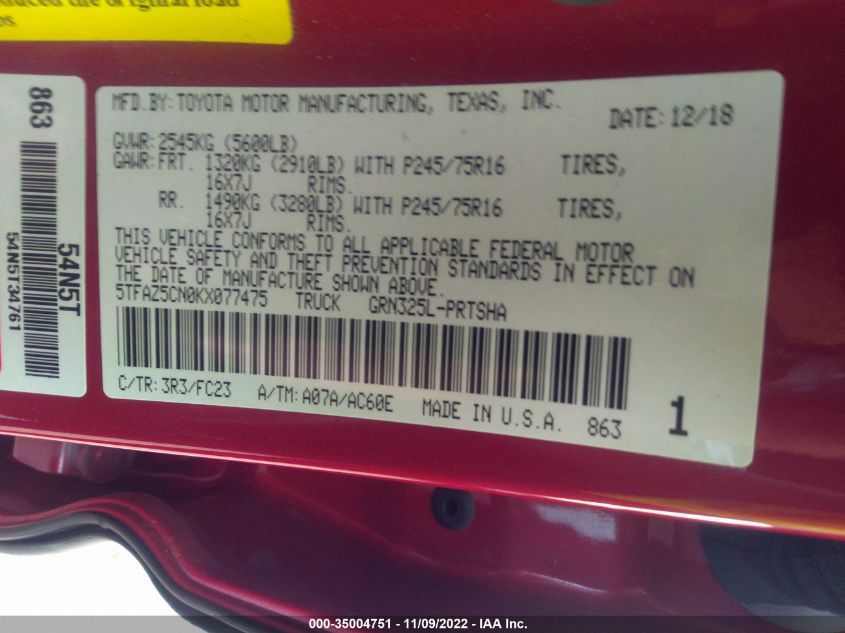 duced the original load
863
54N5T
54N5T34761
MFD.BY: TOYOTA MOTOR MANUFACTURING, TEXAS, INC.
DATE: 12/18
GVWR: 2545KG (5600LB)
GAWR: FRT. 1320KG (2910LB) WITH P245/75R16 TIRES,
16X7J RIMS.
RR. 1490KG (3280LB) WITH P245/75R16 TIRES,
16X7J RIMS.
THIS VEHICLE CONFORMS TO ALL APPLICABLE FEDERAL MOTOR
VEHICLE SAFETY AND THEFT PREVENTION STANDARDS IN EFFECT ON
THE DATE OF MANUFACTURE SHOWN ABOVE.
5TFAZ5CN0KX077475 TRUCK GRN325L-PRTSHA
C/TR: 3R3/FC23 A/TM: A07A/AC60E MADE IN U.S.A. 863 1
000-35004751 - 11/09/2022 - IAA Inc.